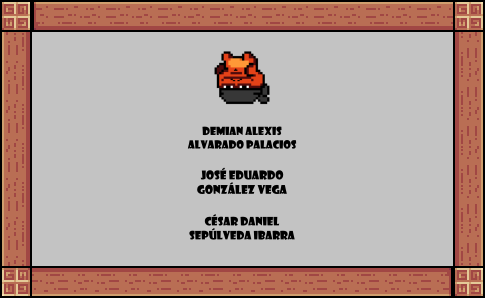 DEMIAN ALEXIS
ALVARADO PALACIOS
JOSÉ EDUARDO
GONZÁLEZ VEGA
CÉSAR DANIEL
SEPÚLVEDA IBARRA